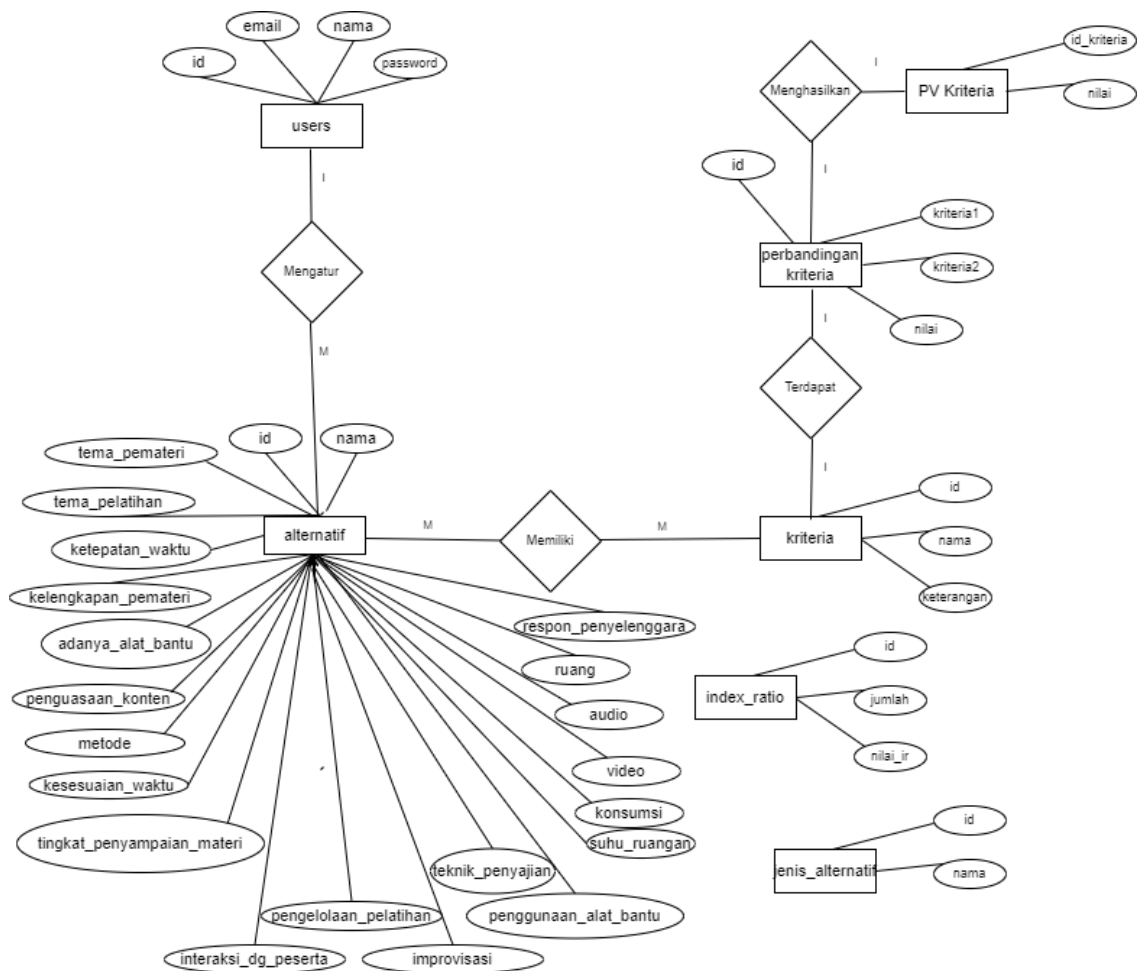 email
nama
id
password
users
I
Mengatur
M
id_kriteria
I
Menghasilkan
PV Kriteria
nilai
I
id
kriteria1
perbandingan
kriteria
kriteria2
nilai
I
Terdapat
I
id
nama
tema_pemateri
tema_pelatihan
alternatif
ketepatan_waktu
M
Memiliki
M
kriteria
id
nama
keterangan
kelengkapan_pemateri
adanya_alat_bantu
penguasaan_konten
metode
kesesuaian_waktu
tingkat_penyampaian_materi
interaksi_dg_peserta
pengelolaan_pelatihan
improvisasi
teknik_penyajian
penggunaan_alat_bantu
suhu_ruangan
konsumsi
video
audio
ruang
respon_penyelenggara
id
index_ratio
jumlah
nilai_ir
id
jenis_alternatif
nama